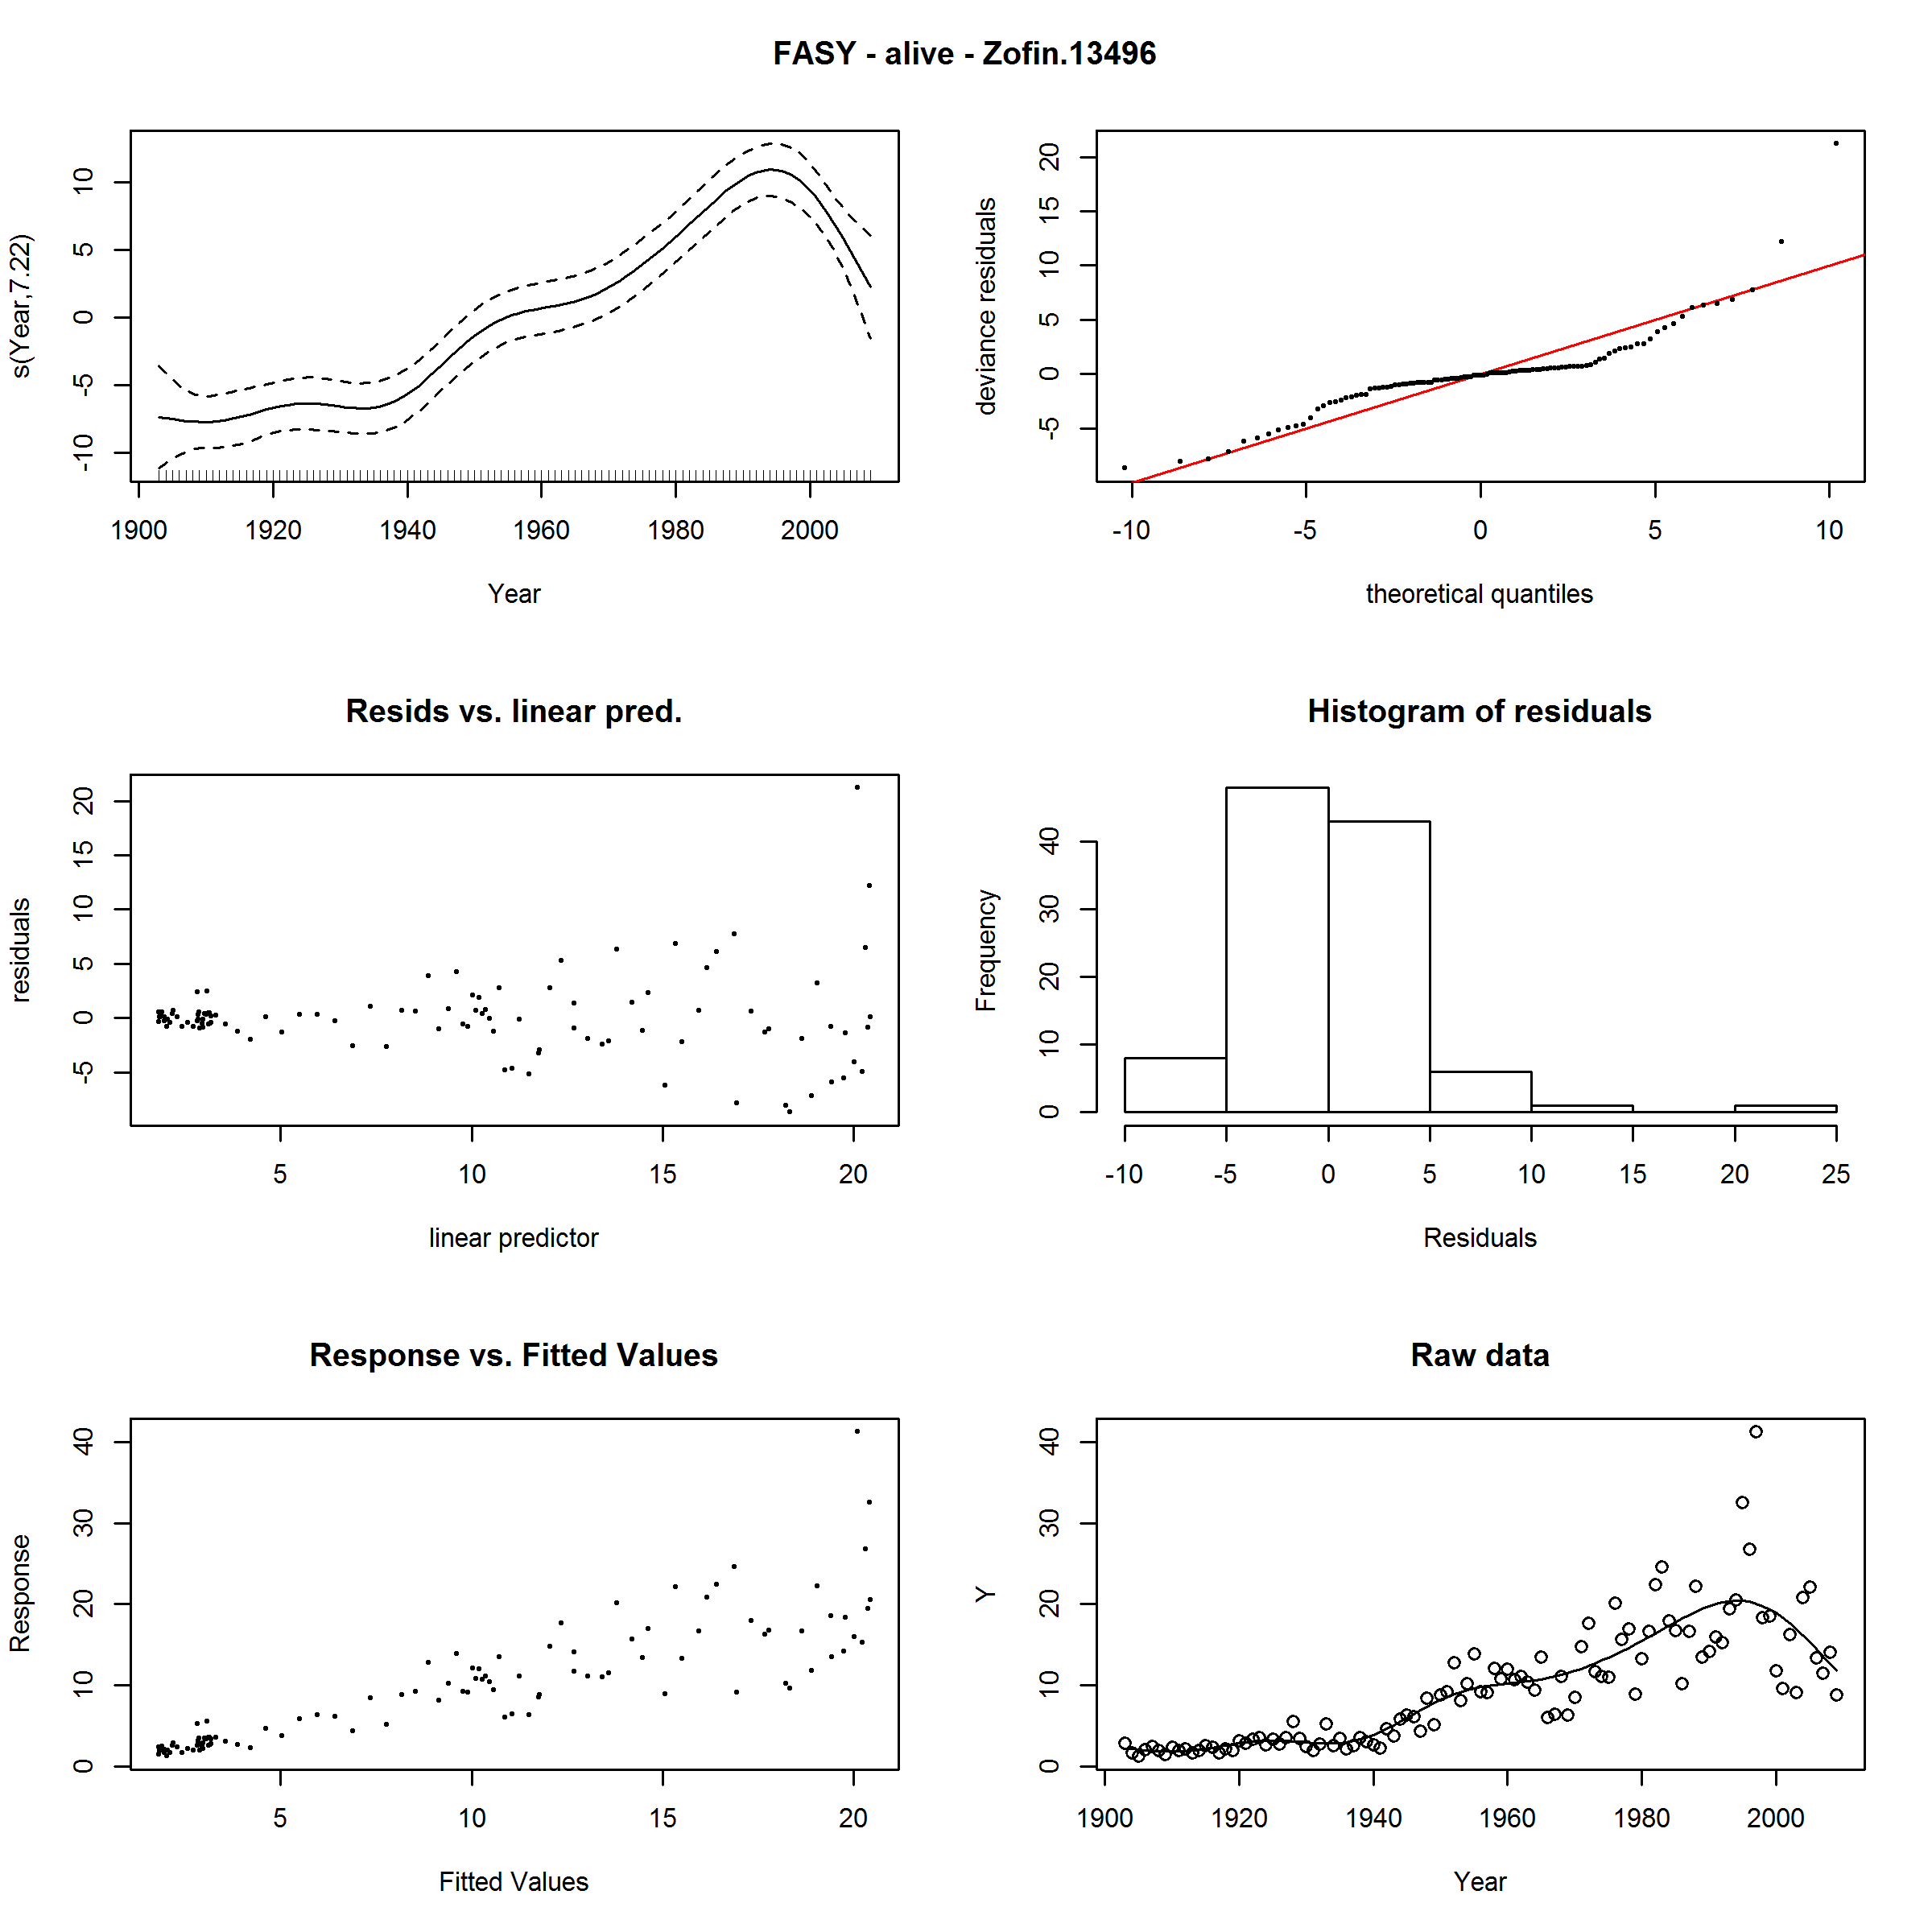 FASY - alive - Zofin.13496
s(Year,7.22)
10
5
0
-5
-10
1900 1920 1940 1960 1980 2000
Year
deviance residuals
20
15
10
5
0
-5
-10 -5 0 5 10
theoretical quantiles
Resids vs. linear pred.
residuals
20
15
10
5
0
-5
5 10 15 20
linear predictor
Histogram of residuals
Frequency
40
30
20
10
0
-10 -5 0 5 10 15 20 25
Residuals
Response vs. Fitted Values
Response
40
30
20
10
0
5 10 15 20
Fitted Values
Raw data
Y
40
30
20
10
0
1900 1920 1940 1960 1980 2000
Year